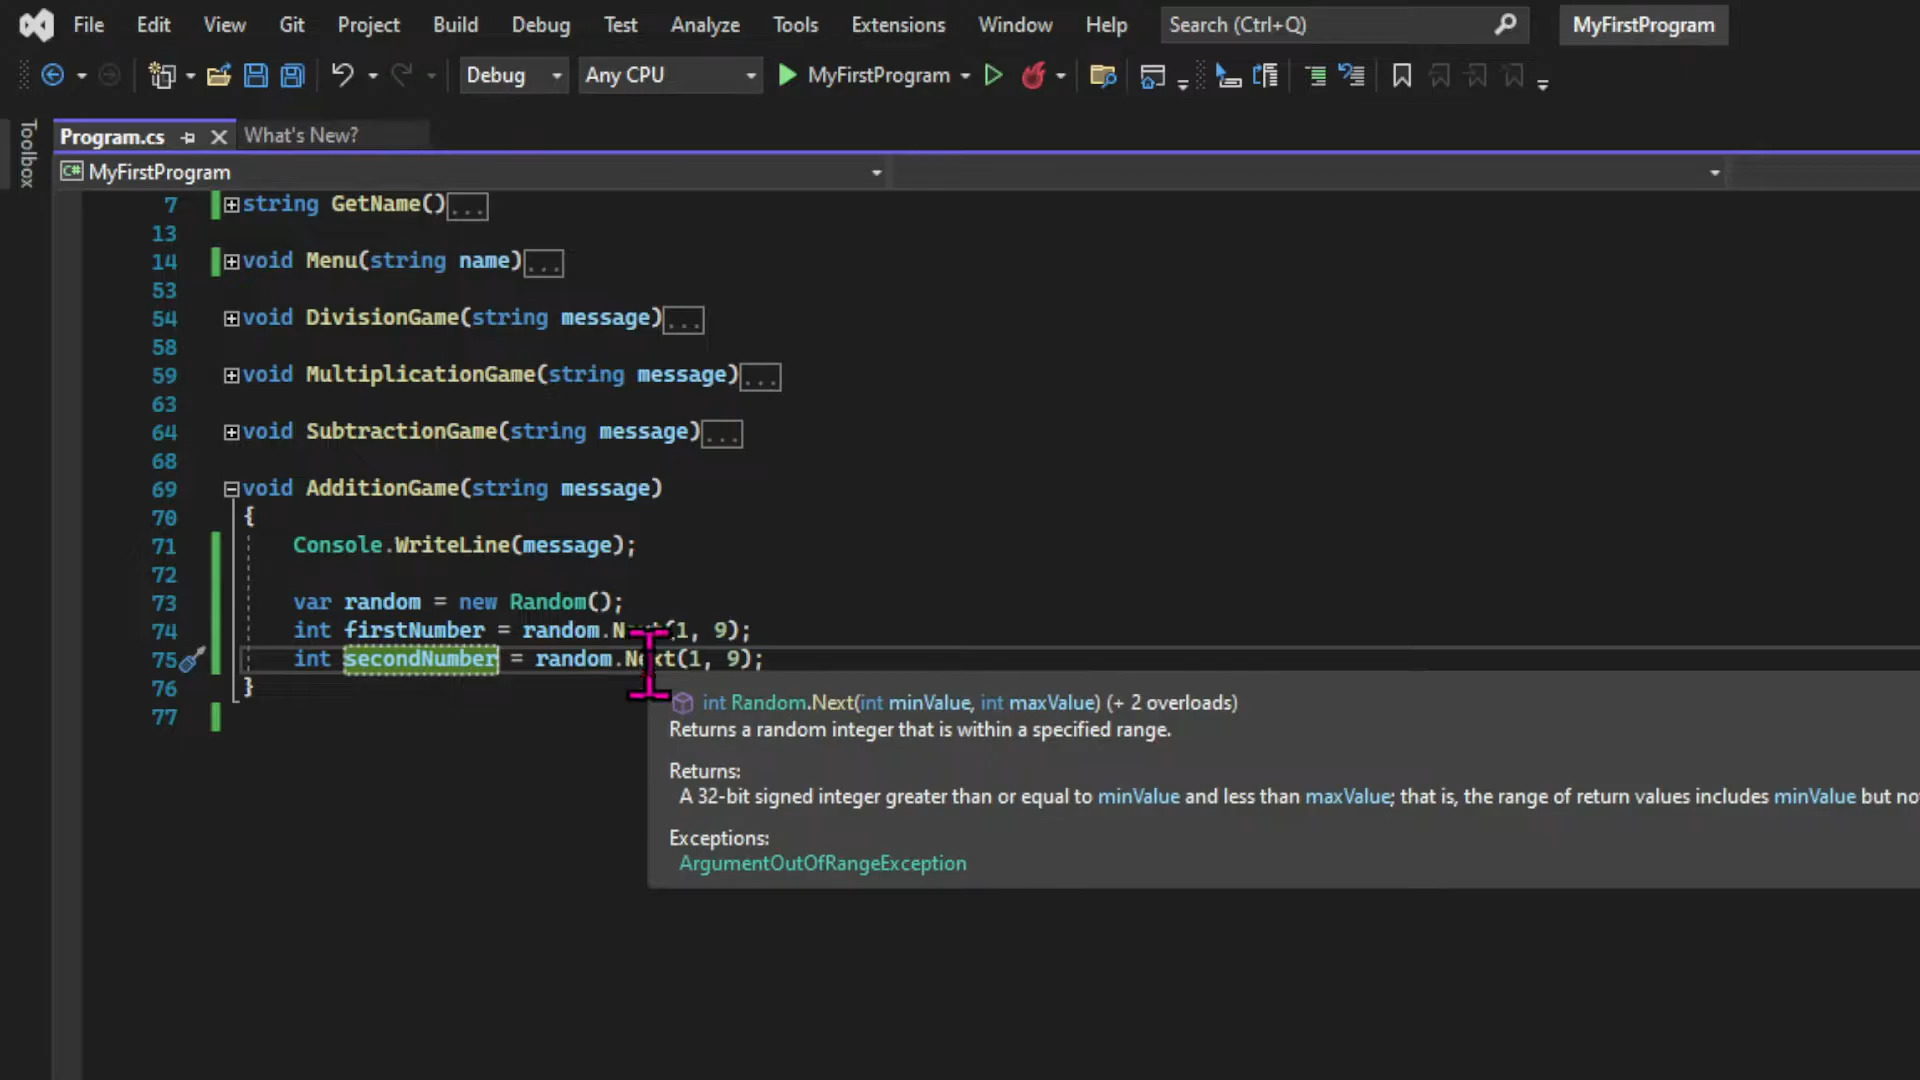 File Edit View Git Project Build Debug Test Analyze Tools Extensions Window Help Search (Ctrl+Q) MyFirstProgram
Debug Any CPU MyFirstProgram
Toolbox
Program.cs What's New?
C# MyFirstProgram
7 string GetName()...
13
14 void Menu(string name)...
53
54 void DivisionGame(string message)...
58
59 void MultiplicationGame(string message)...
63
64 void SubtractionGame(string message)...
68
69 void AdditionGame(string message)
70 {
71 Console.WriteLine(message);
72
73 var random = new Random();
74 int firstNumber = random.Next(1, 9);
75 int secondNumber = random.Next(1, 9);
76 }
77
int Random.Next(int minValue, int maxValue) (+ 2 overloads)
Returns a random integer that is within a specified range.
Returns:
A 32-bit signed integer greater than or equal to minValue and less than maxValue; that is, the range of return values includes minValue but
Exceptions:
ArgumentOutOfRangeException